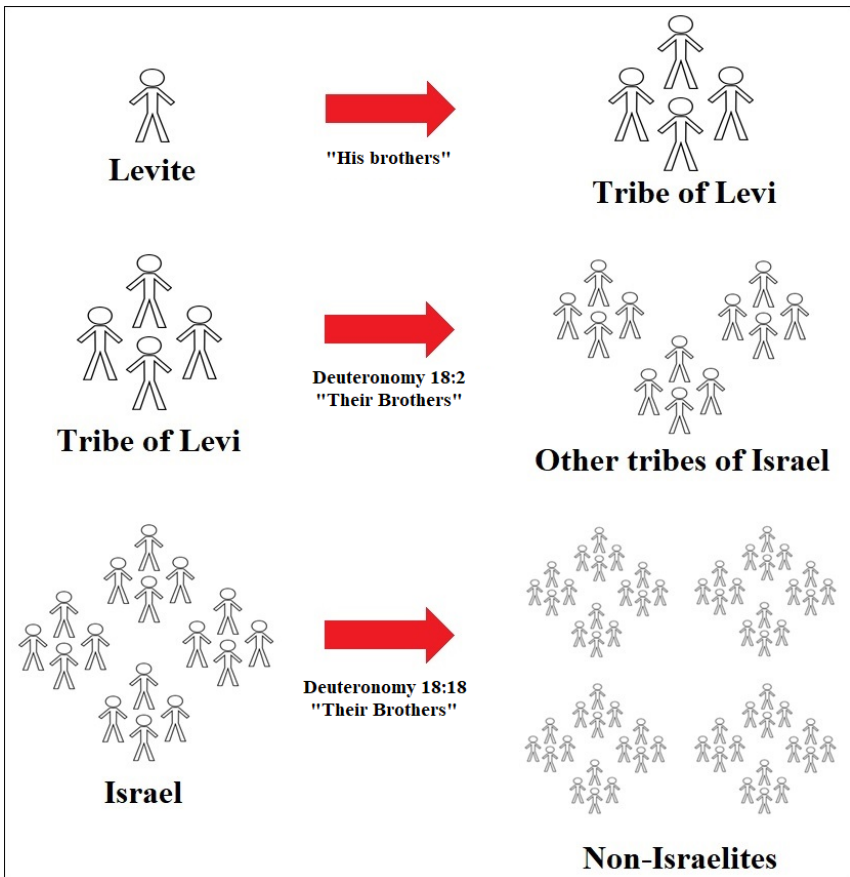 Levite
"His brothers"
Tribe of Levi
Tribe of Levi
Deuteronomy 18:2
"Their Brothers"
Other tribes of Israel
Israel
Deuteronomy 18:18
"Their Brothers"
Non-Israelites